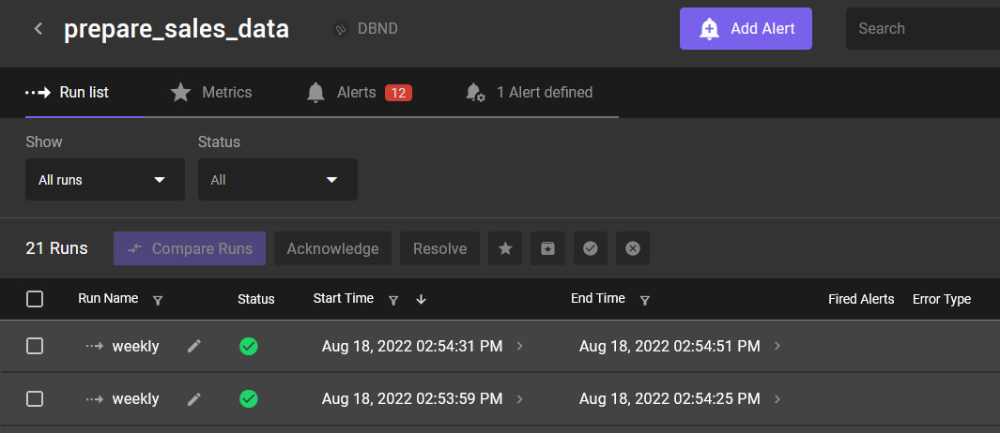 prepare_sales_data DBND Add Alert Search
Run list Metrics Alerts 12 1 Alert defined
Show Status
All runs All
21 Runs Compare Runs Acknowledge Resolve
Run Name Status Start Time End Time Fired Alerts Error Type
weekly Aug 18, 2022 02:54:31 PM Aug 18, 2022 02:54:51 PM
weekly Aug 18, 2022 02:53:59 PM Aug 18, 2022 02:54:25 PM